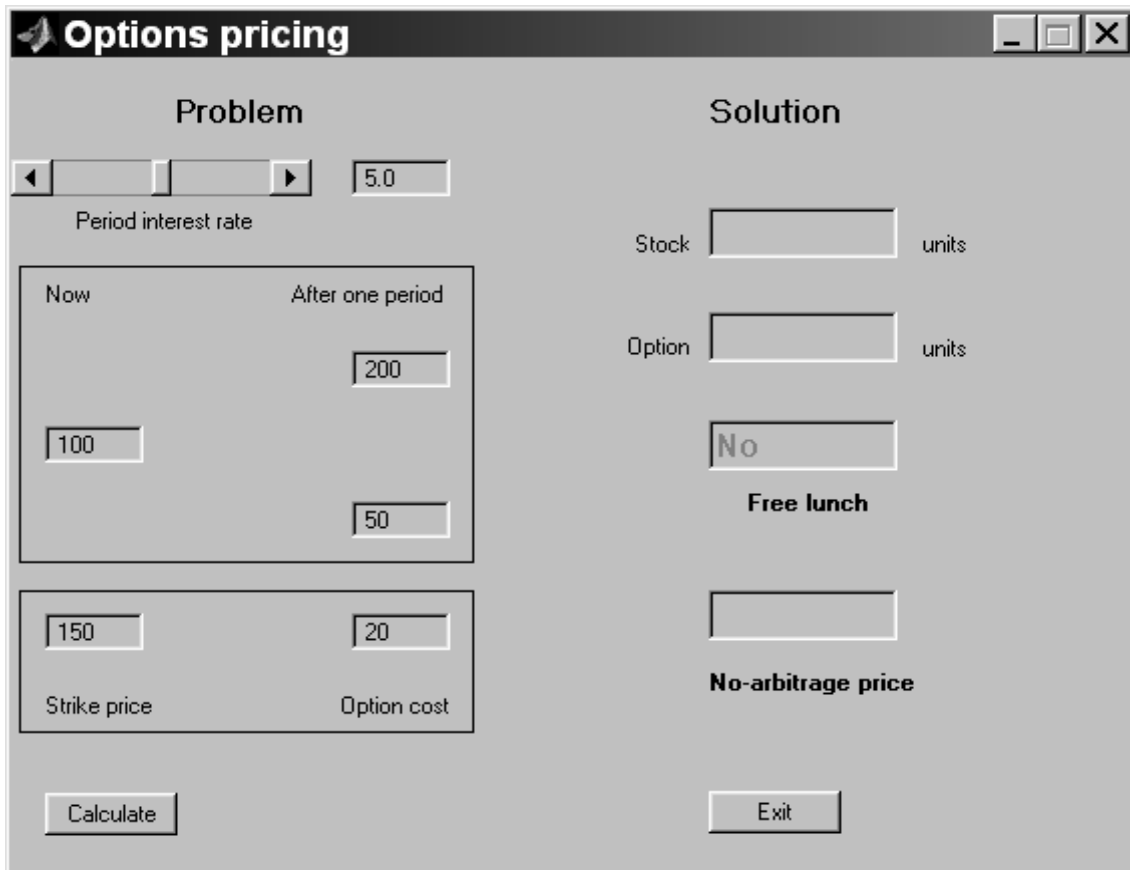 Options pricing
Problem
5.0
Period interest rate
Now After one period
200
100
50
150 20
Strike price Option cost
Calculate
Solution
Stock units
Option units
No
Free lunch
No-arbitrage price
Exit